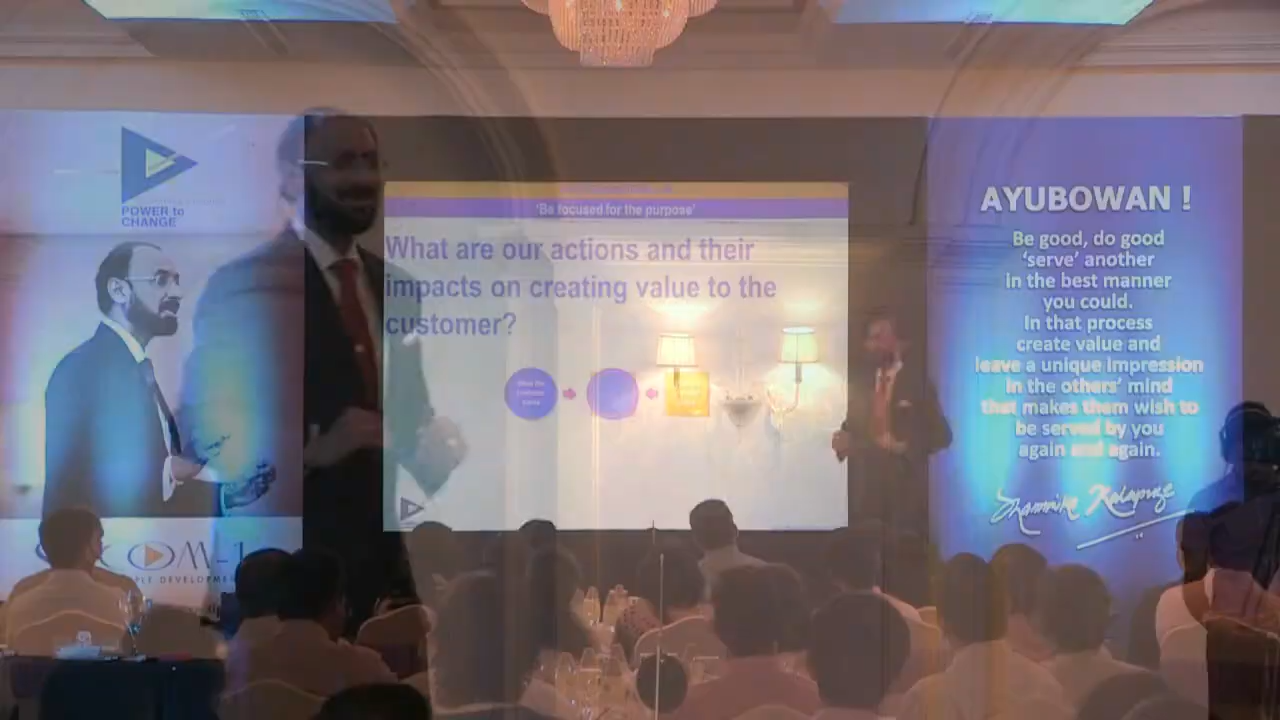 POWER to
CHANGE
'Be focused for the purpose'
What are our actions and their
impacts on creating value to the
customer?
AYUBOWAN !
Be good, do good
'serve' another
in the best manner
you could.
In that process
create value and
leave a unique impression
in the others' mind
that makes them wish to
be served by you
again and again.